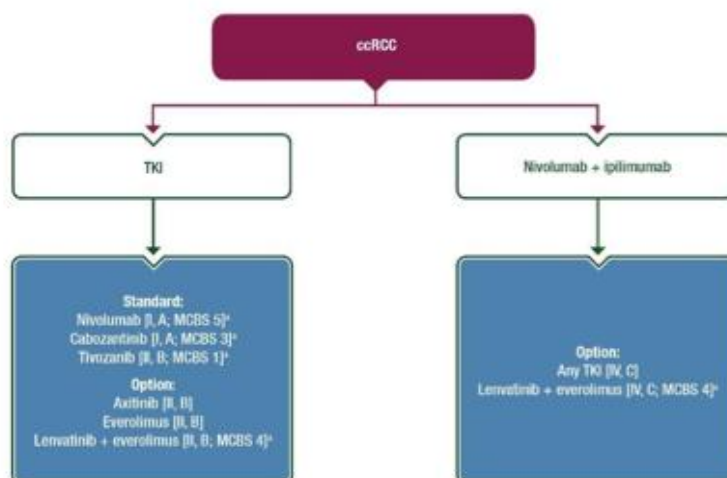 ccRCC
TKI
Nivolumab + ipilimumab
Standard:
Nivolumab [I, A; MCBS 5]ᵃ
Cabozantinib [I, A; MCBS 3]ᵃ
Tivozanib [II, B; MCBS 1]ᵃ
Option:
Axitinib [II, B]
Everolimus [II, B]
Lenvatinib + everolimus [II, B; MCBS 4]ᵃ
Option:
Any TKI [IV, C]
Lenvatinib + everolimus [IV, C; MCBS 4]ᵃ